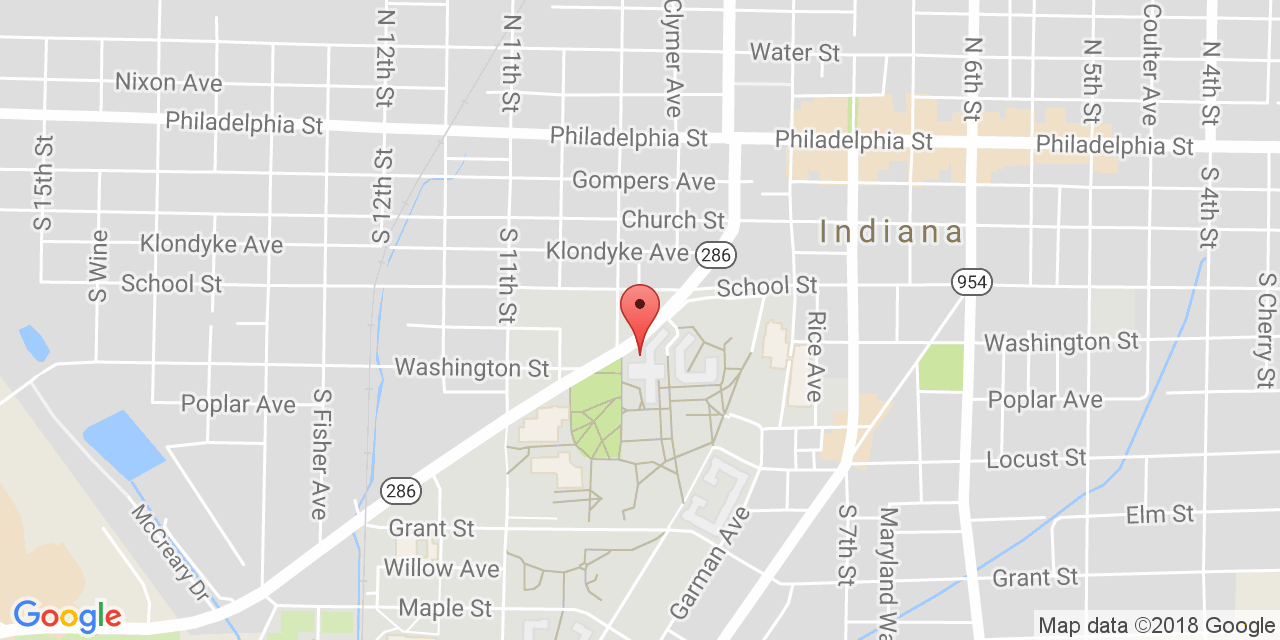 N 12th St
N 11th St
Clymer Ave
Water St
N 6th St
N 5th St
Coulter Ave
N 4th St
Nixon Ave
Philadelphia St
Philadelphia St
Philadelphia St
Philadelphia St
S 15th St
S 12th St
Gompers Ave
S 4th St
Church St
Indiana
S Wine
Klondyke Ave
S 11th St
Klondyke Ave
286
School St
School St
954
S Cherry St
Rice Ave
Washington St
Washington St
Poplar Ave
S Fisher Ave
Poplar Ave
Locust St
286
McCreary Dr
Grant St
Garman Ave
S 7th St
Maryland Wa
Elm St
Willow Ave
Grant St
Maple St
Google
Map data ©2018 Google